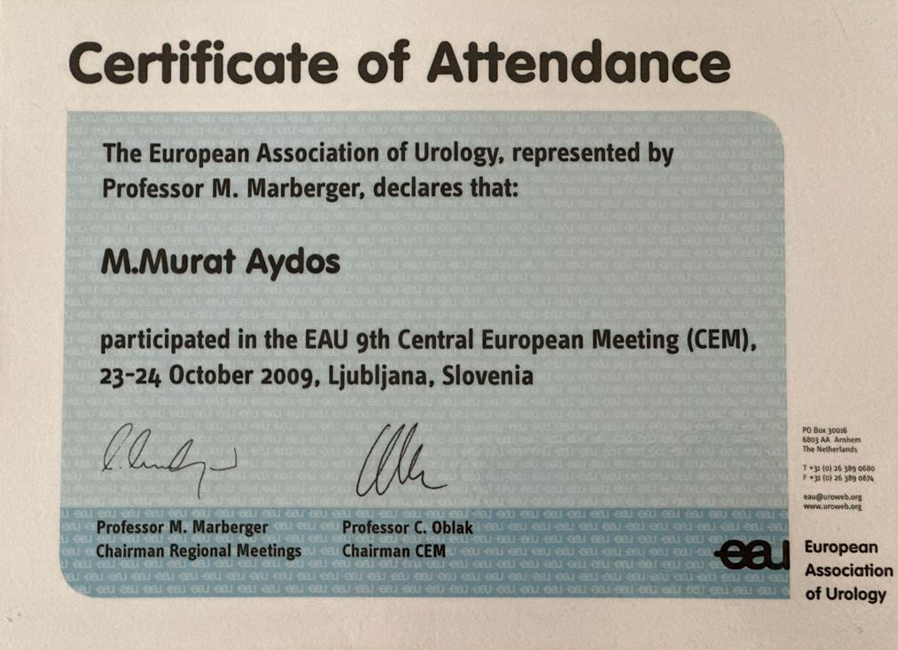 Certificate of Attendance
The European Association of Urology, represented by
Professor M. Marberger, declares that:
M.Murat Aydos
participated in the EAU 9th Central European Meeting (CEM),
23-24 October 2009, Ljubljana, Slovenia
Professor M. Marberger
Chairman Regional Meetings
Professor C. Oblak
Chairman CEM
PO Box 30016
6803 AA Arnhem
The Netherlands
T +31 (0) 26 389 0680
F +31 (0) 26 389 0674
eau@uroweb.org
www.uroweb.org
eau
European
Association
of Urology